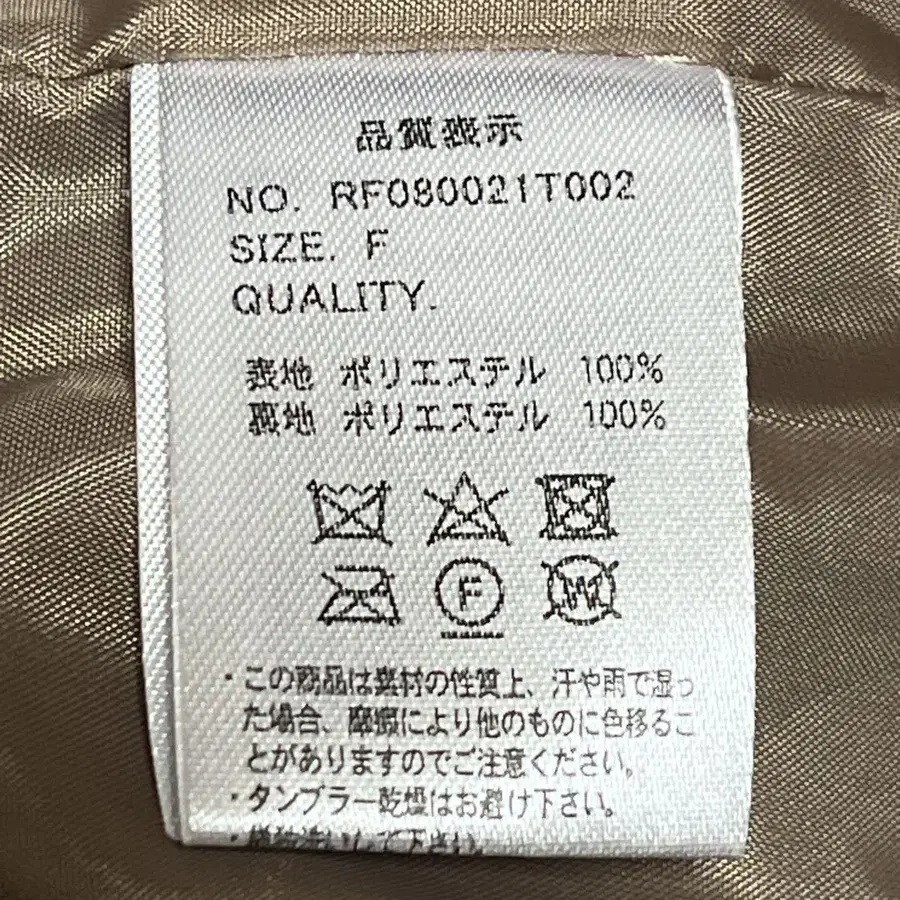 品質表示
NO. RF080021T002
SIZE. F
QUALITY.
表地 ポリエステル 100%
裏地 ポリエステル 100%
F
W
・この商品は素材の性質上、汗や雨で湿っ
た場合、摩擦により他のものに色移るこ
とがありますのでご注意ください。
・タンブラー乾燥はお避け下さい。